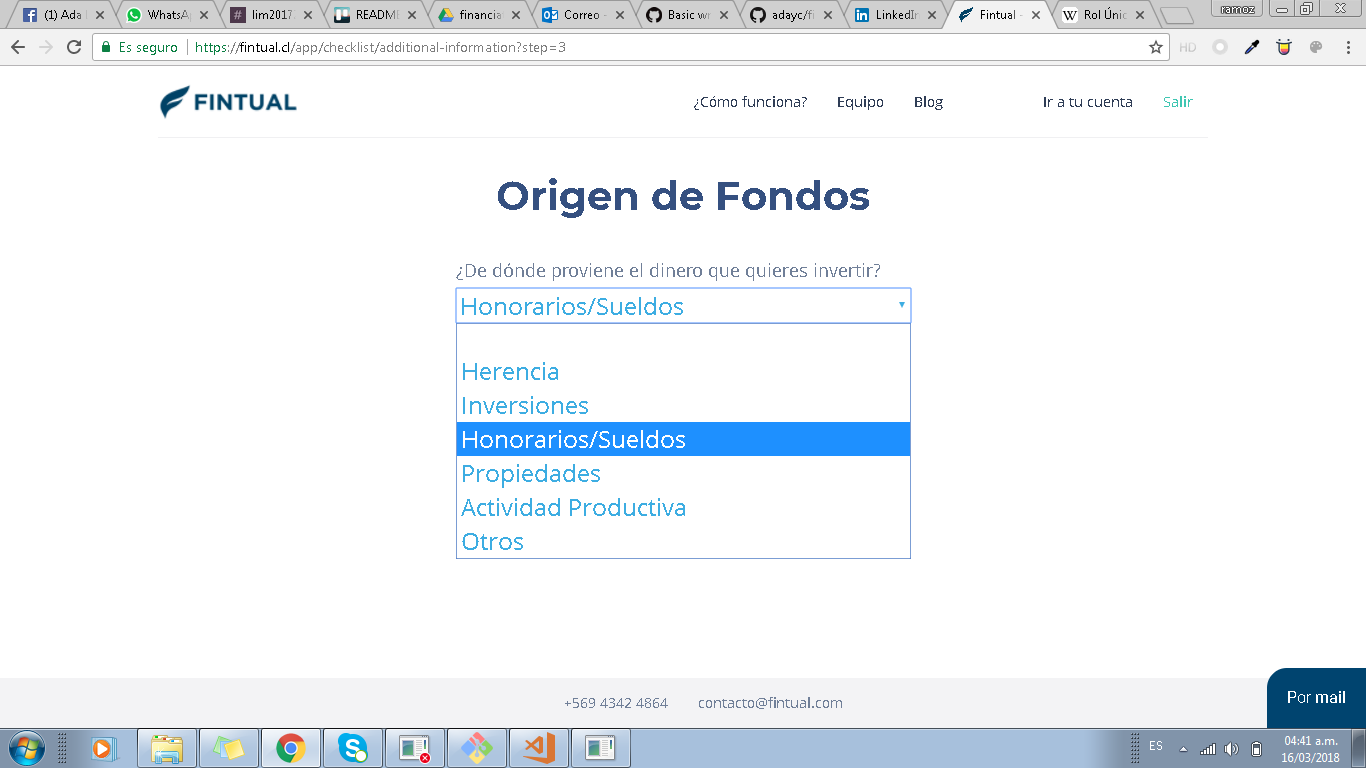 (1) Ada
WhatsA
lim2017
READM
financia
Correo -
Basic w
adayc/fi
LinkedIn
Fintual -
Rol Únic
ramoz
Es seguro
https://fintual.cl/app/checklist/additional-information?step=3
HD
FINTUAL
¿Cómo funciona?
Equipo
Blog
Ir a tu cuenta
Salir
Origen de Fondos
¿De dónde proviene el dinero que quieres invertir?
Honorarios/Sueldos
Herencia
Inversiones
Honorarios/Sueldos
Propiedades
Actividad Productiva
Otros
+569 4342 4864
contacto@fintual.com
Por mail
ES
04:41 a.m.
16/03/2018